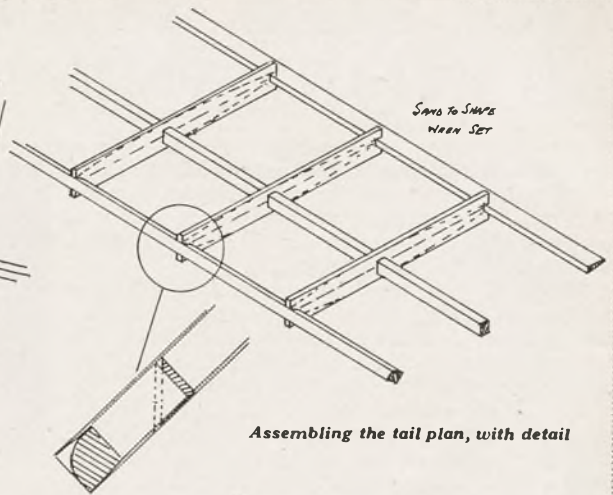 SAND TO SHAPE
WHEN SET
Assembling the tail plan, with detail